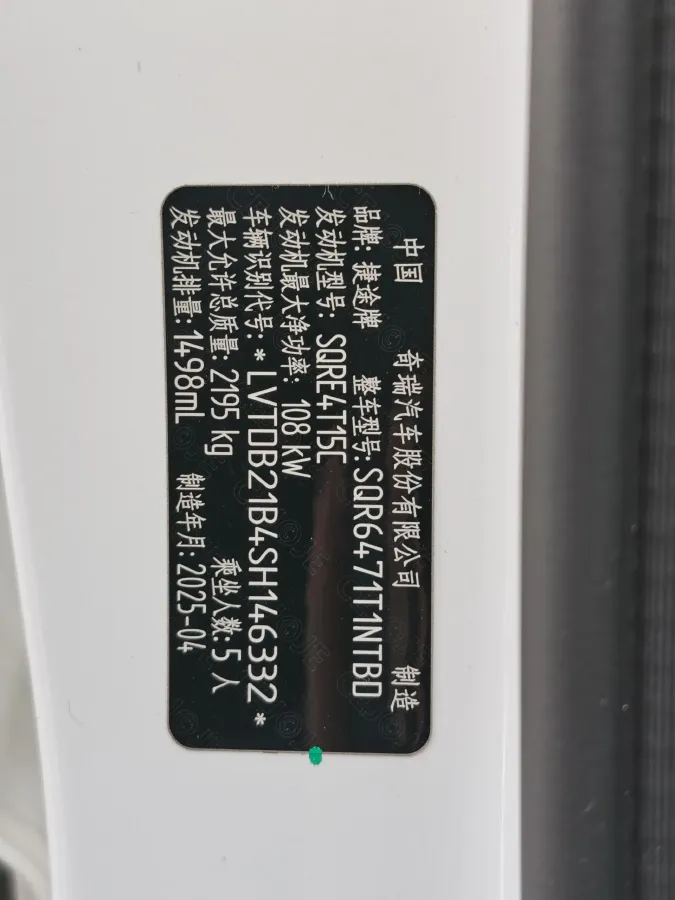 中国 奇瑞汽车股份有限公司 制造
品牌: 捷途牌 整车型号: SQR6471T1NTBD
发动机型号: SQRE4T15C
发动机最大净功率: 108 kW
车辆识别代号: *LVTDB21B4SH146332*
最大允许总质量: 2195 kg 乘坐人数: 5 人
发动机排量: 1498mL 制造年月: 2025-04